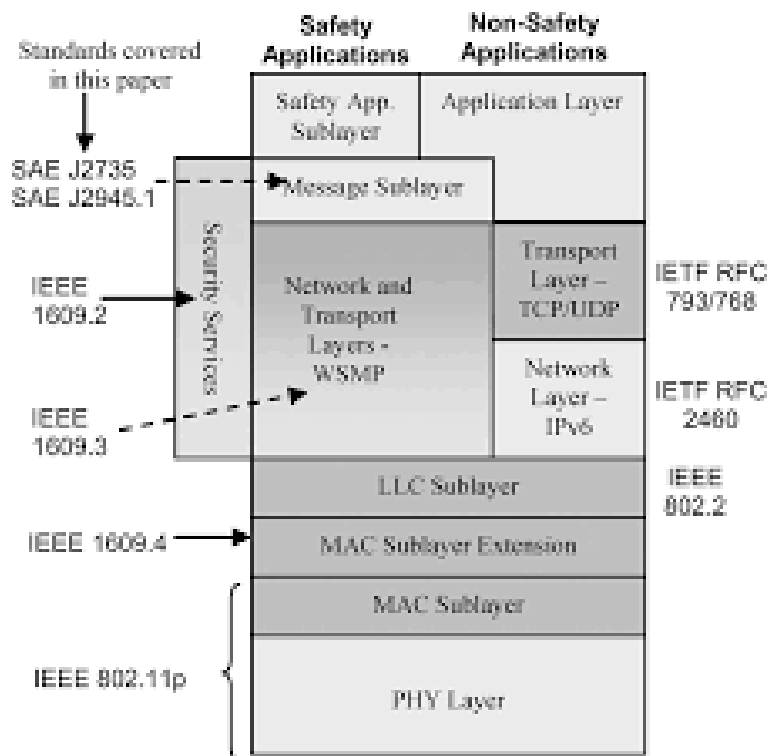 Safety
Applications
Non-Safety
Applications
Standards covered
in this paper
Safety App.
Sublayer
Application Layer
SAE J2735
SAE J2945.1
Message Sublayer
Security Services
IEEE
1609.2
Network and
Transport
Layers -
WSMP
Transport
Layer –
TCP/UDP
IETF RFC
793/768
IEEE
1609.3
Network
Layer –
IPv6
IETF RFC
2460
LLC Sublayer
IEEE
802.2
IEEE 1609.4
MAC Sublayer Extension
MAC Sublayer
IEEE 802.11p
PHY Layer